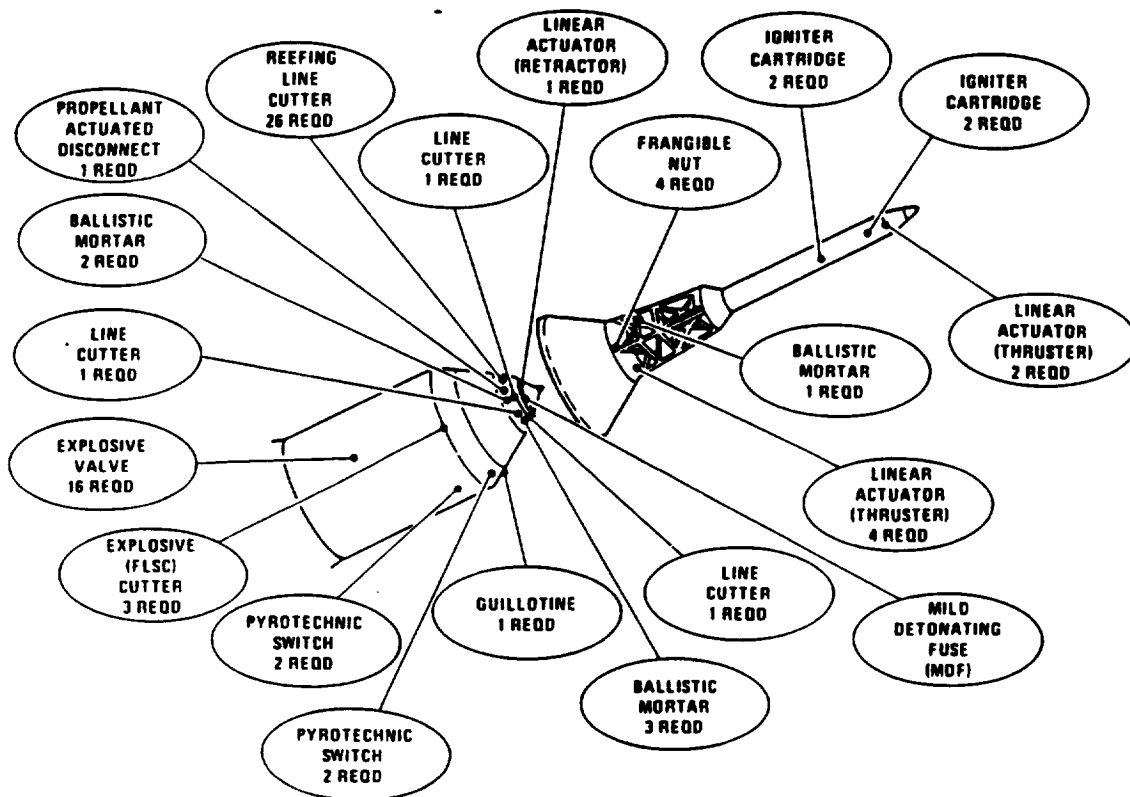 REEFING
LINE
CUTTER
26 REQD
LINEAR
ACTUATOR
(RETRACTOR)
1 REQD
IGNITER
CARTRIDGE
2 REQD
IGNITER
CARTRIDGE
2 REQD
PROPELLANT
ACTUATED
DISCONNECT
1 REQD
LINE
CUTTER
1 REQD
FRANGIBLE
NUT
4 REQD
BALLISTIC
MORTAR
2 REQD
LINE
CUTTER
1 REQD
BALLISTIC
MORTAR
1 REQD
LINEAR
ACTUATOR
(THRUSTER)
2 REQD
EXPLOSIVE
VALVE
16 REQD
LINEAR
ACTUATOR
(THRUSTER)
4 REQD
EXPLOSIVE
(FLSC)
CUTTER
3 REQD
PYROTECHNIC
SWITCH
2 REQD
GUILLOTINE
1 REQD
LINE
CUTTER
1 REQD
MILD
DETONATING
FUSE
(MDF)
PYROTECHNIC
SWITCH
2 REQD
BALLISTIC
MORTAR
3 REQD